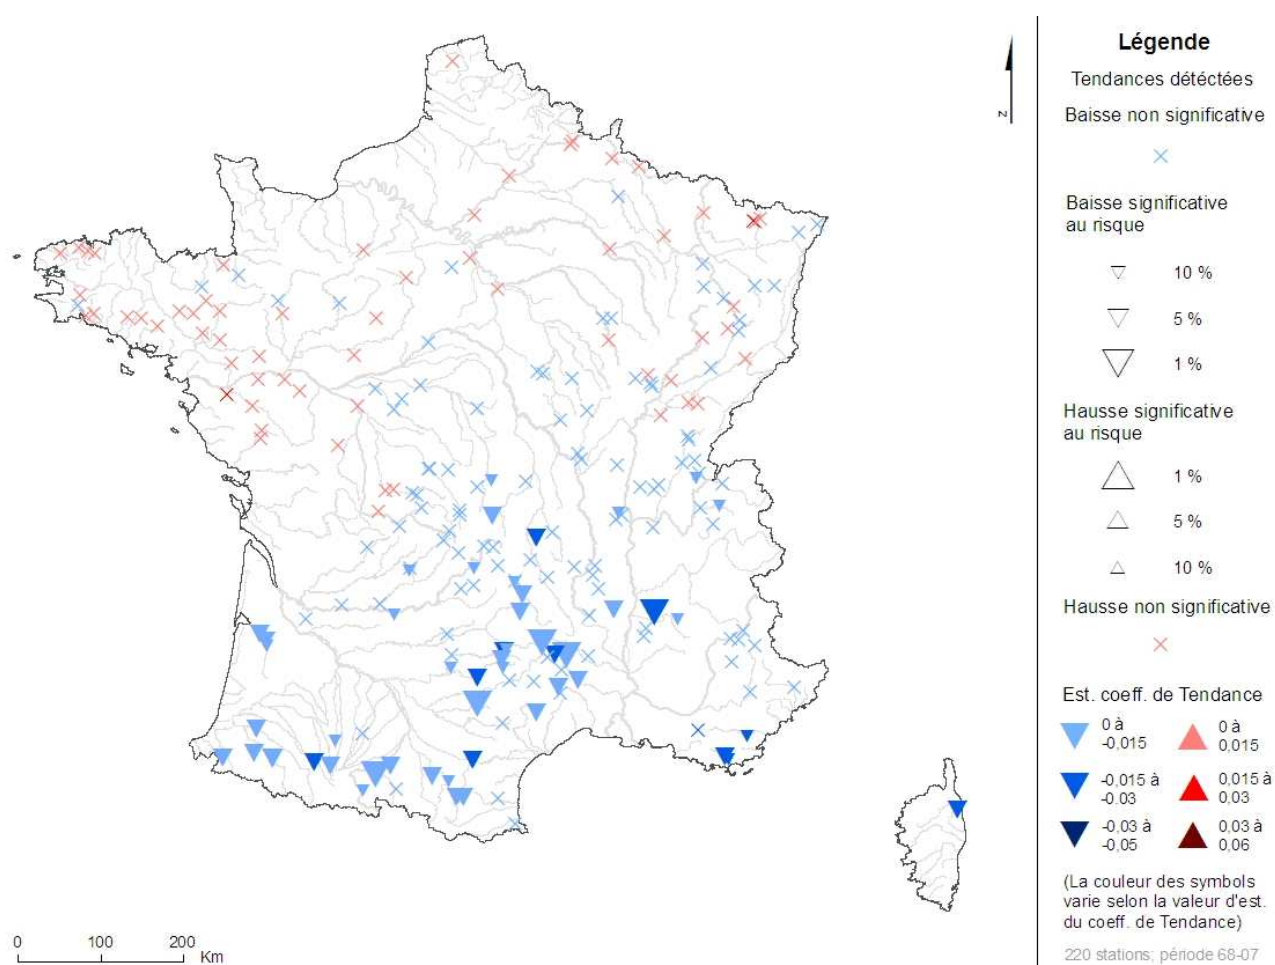 Légende
Tendances détéctées
Baisse non significative
Baisse significative
au risque
10 %
5 %
1 %
Hausse significative
au risque
1 %
5 %
10 %
Hausse non significative
Est. coeff. de Tendance
0 à
-0,015
0 à
0,015
-0,015 à
-0,03
0,015 à
0,03
-0,03 à
-0,05
0,03 à
0,06
(La couleur des symbols
varie selon la valeur d'est.
du coeff. de Tendance)
220 stations; période 68-07
N
0 100 200
Km